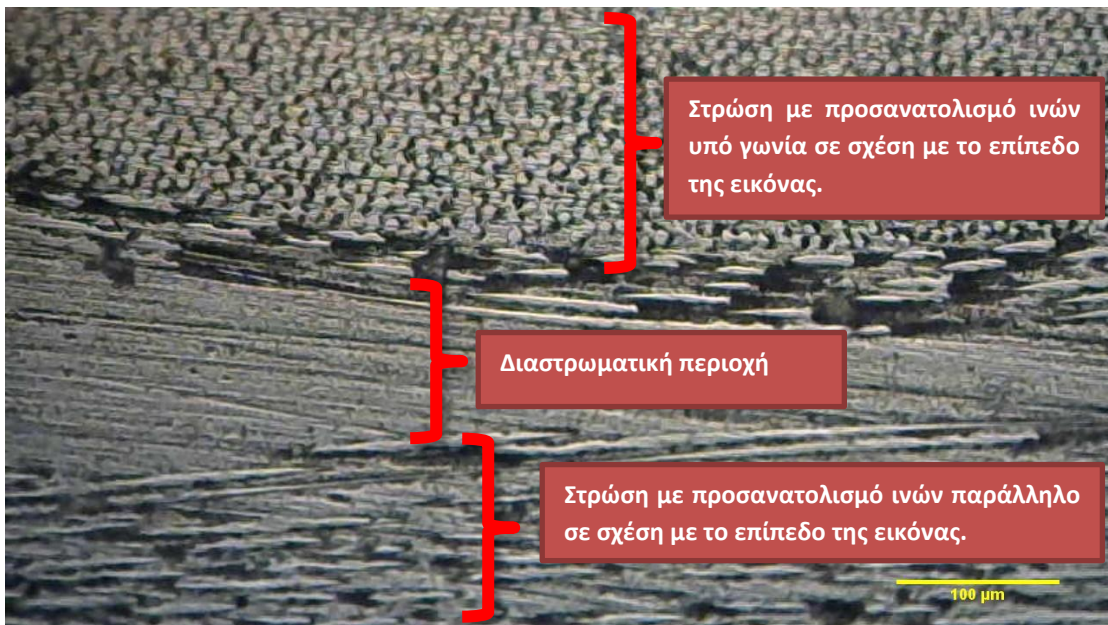 Στρώση με προσανατολισμό ινών
υπό γωνία σε σχέση με το επίπεδο
της εικόνας.
Διαστρωματική περιοχή
Στρώση με προσανατολισμό ινών παράλληλο
σε σχέση με το επίπεδο της εικόνας.
100 μm